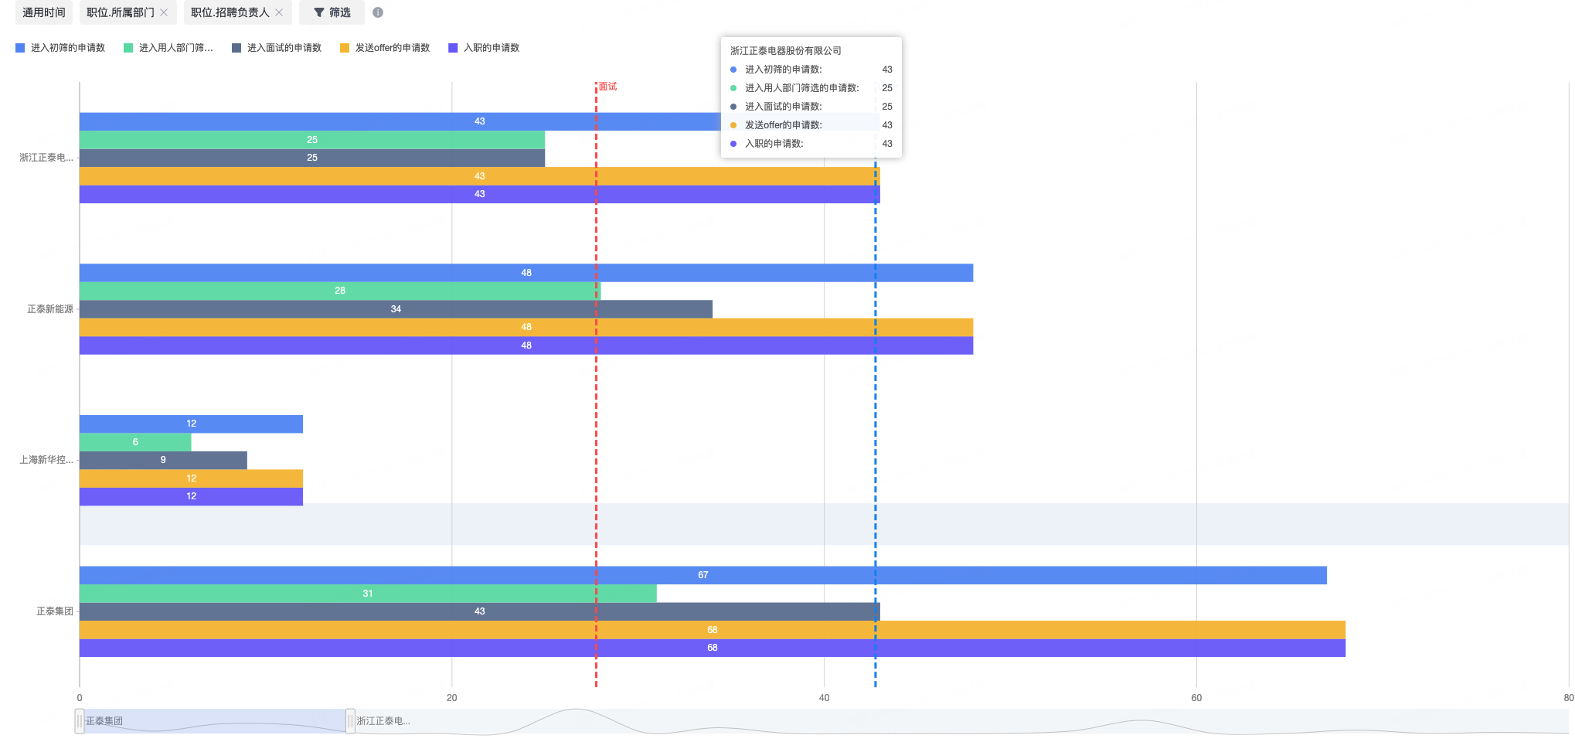 通用时间 职位.所属部门 职位.招聘负责人 筛选
进入初筛的申请数 进入用人部门筛... 进入面试的申请数 发送offer的申请数 入职的申请数
浙江正泰电器股份有限公司
进入初筛的申请数: 43
进入用人部门筛选的申请数: 25
进入面试的申请数: 25
发送offer的申请数: 43
入职的申请数: 43
面试
43
25
浙江正泰电... 25
43
43
48
28
正泰新能源 34
48
48
12
6
上海新华控... 9
12
12
67
31
正泰集团 43
68
68
0 20 40 60 80
正泰集团 浙江正泰电...